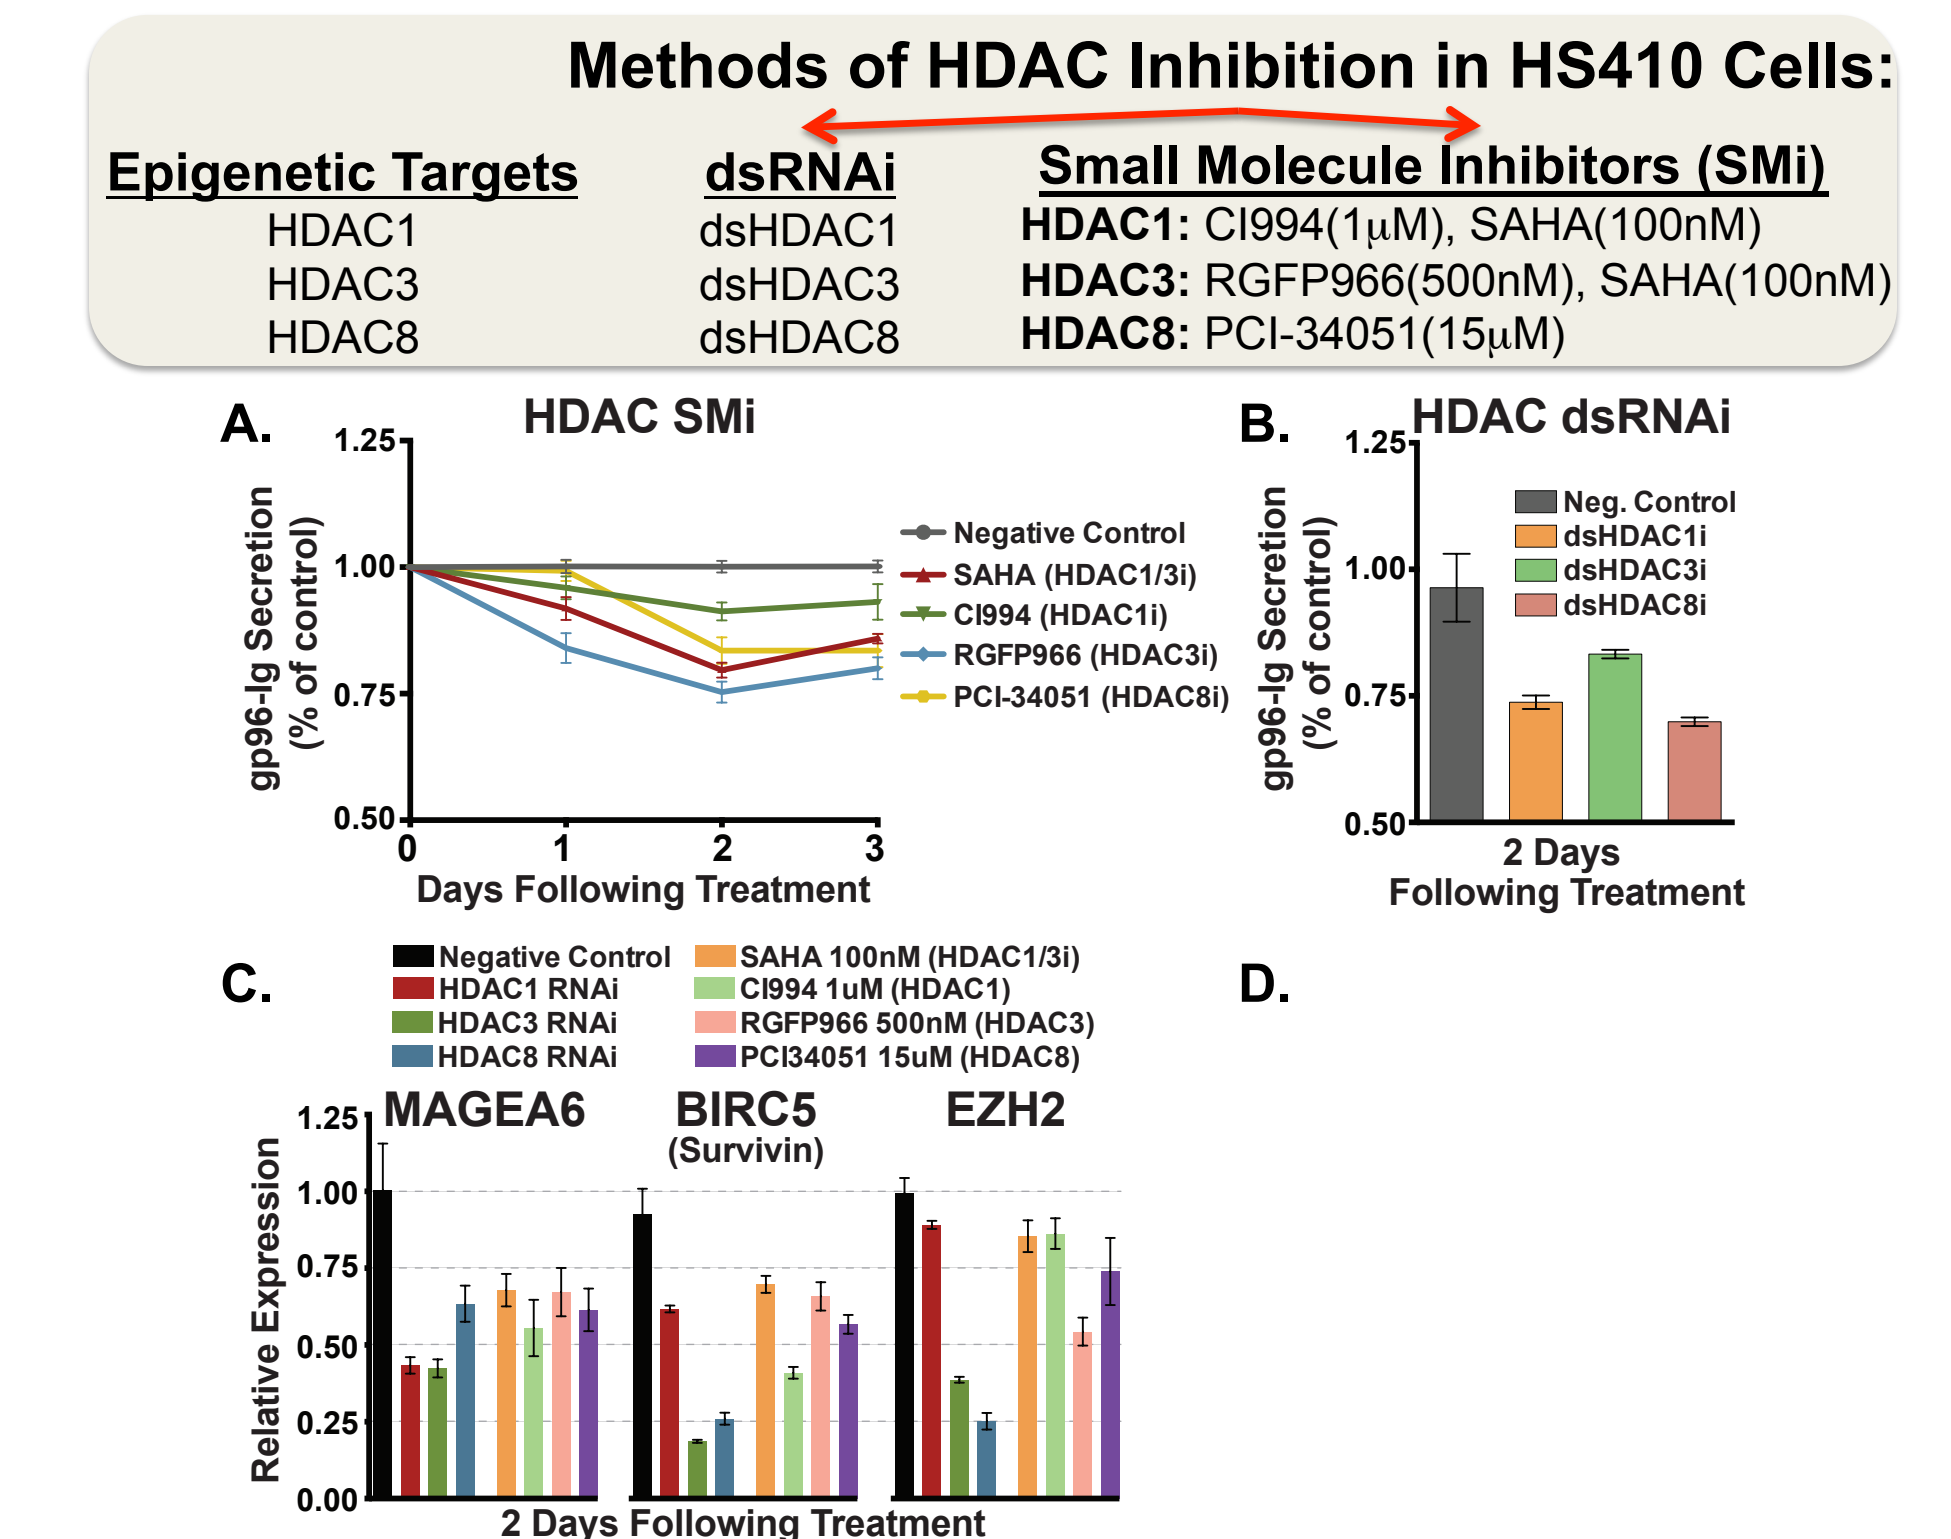 Methods of HDAC Inhibition in HS410 Cells:
Epigenetic Targets
HDAC1
HDAC3
HDAC8
dsRNAi
dsHDAC1
dsHDAC3
dsHDAC8
Small Molecule Inhibitors (SMi)
HDAC1: CI994(1μM), SAHA(100nM)
HDAC3: RGFP966(500nM), SAHA(100nM)
HDAC8: PCI-34051(15μM)
A.
HDAC SMi
gp96-Ig Secretion
(% of control)
1.25
1.00
0.75
0.50
0
1
2
3
Days Following Treatment
Negative Control
SAHA (HDAC1/3i)
CI994 (HDAC1i)
RGFP966 (HDAC3i)
PCI-34051 (HDAC8i)
B.
HDAC dsRNAi
gp96-Ig Secretion
(% of control)
1.25
1.00
0.75
0.50
Neg. Control
dsHDAC1i
dsHDAC3i
dsHDAC8i
2 Days
Following Treatment
C.
Negative Control
HDAC1 RNAi
HDAC3 RNAi
HDAC8 RNAi
SAHA 100nM (HDAC1/3i)
CI994 1uM (HDAC1)
RGFP966 500nM (HDAC3)
PCI34051 15uM (HDAC8)
MAGEA6
BIRC5
(Survivin)
EZH2
Relative Expression
1.25
1.00
0.75
0.50
0.25
0.00
2 Days Following Treatment
D.